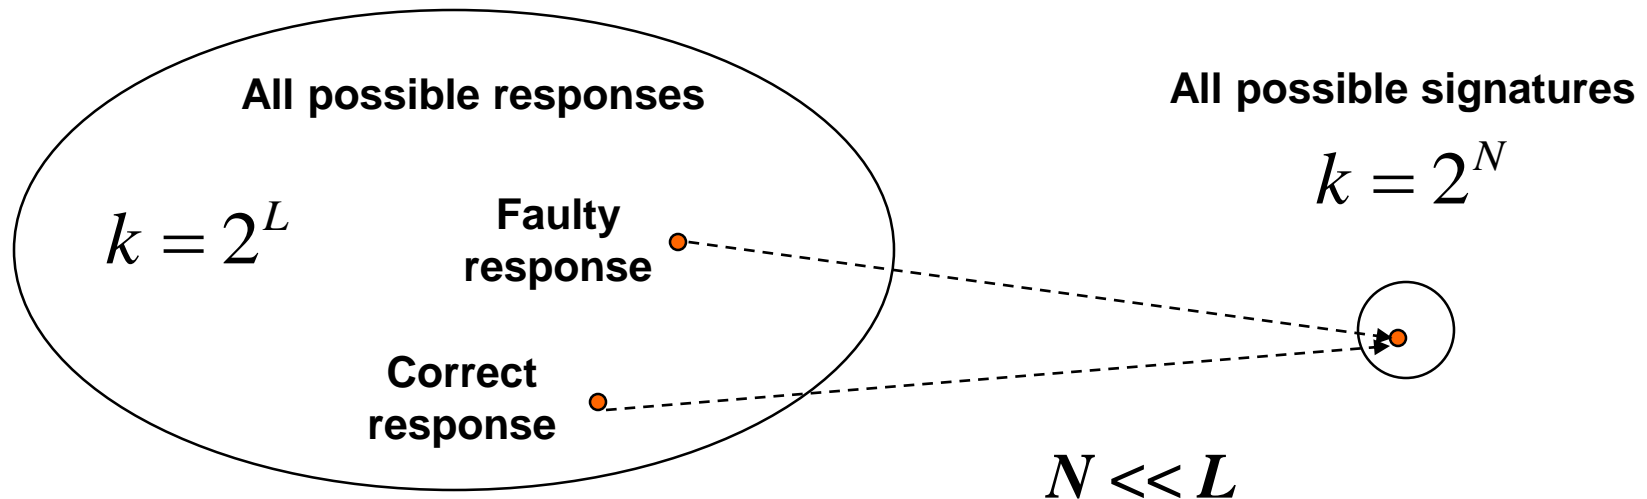 All possible responses
k = 2^L
Faulty
response
Correct
response
All possible signatures
k = 2^N
N << L